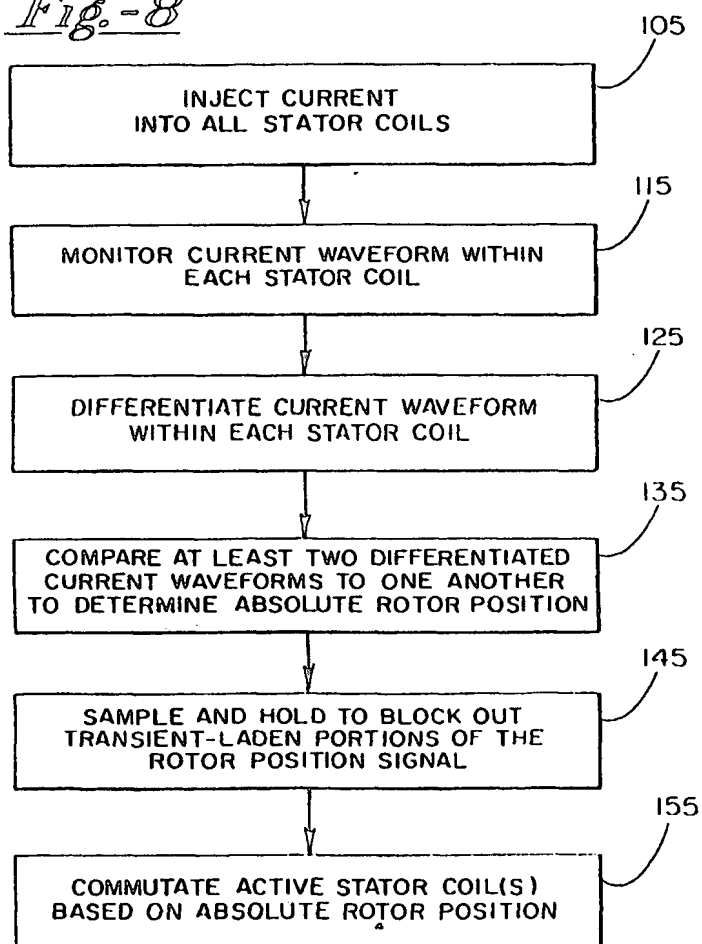 Fig.-8
105
INJECT CURRENT
INTO ALL STATOR COILS
115
MONITOR CURRENT WAVEFORM WITHIN
EACH STATOR COIL
125
DIFFERENTIATE CURRENT WAVEFORM
WITHIN EACH STATOR COIL
135
COMPARE AT LEAST TWO DIFFERENTIATED
CURRENT WAVEFORMS TO ONE ANOTHER
TO DETERMINE ABSOLUTE ROTOR POSITION
145
SAMPLE AND HOLD TO BLOCK OUT
TRANSIENT-LADEN PORTIONS OF THE
ROTOR POSITION SIGNAL
155
COMMUTATE ACTIVE STATOR COIL(S)
BASED ON ABSOLUTE ROTOR POSITION